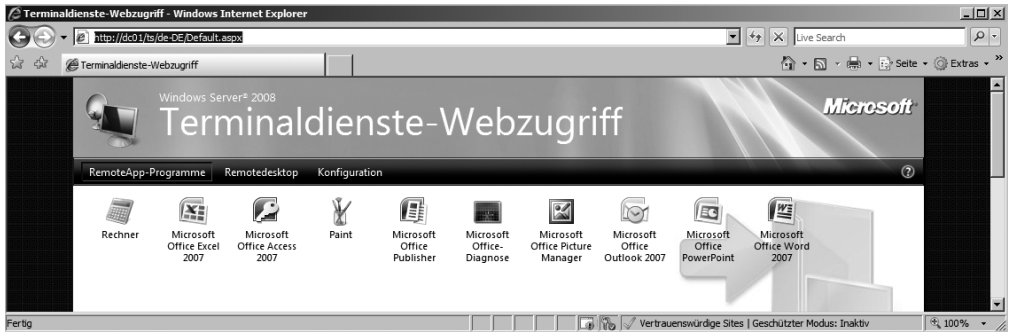 Terminaldienste-Webzugriff - Windows Internet Explorer
http://dc01/ts/de-DE/Default.aspx
Live Search
Terminaldienste-Webzugriff
Seite
Extras
»
Windows Server® 2008
Terminaldienste-Webzugriff
Microsoft
RemoteApp-Programme Remotedesktop Konfiguration
Rechner
Microsoft
Office Excel
2007
Microsoft
Office Access
2007
Paint
Microsoft
Office
Publisher
Microsoft
Office-
Diagnose
Microsoft
Office Picture
Manager
Microsoft
Office
Outlook 2007
Microsoft
Office
PowerPoint
Microsoft
Office Word
2007
Fertig
Vertrauenswürdige Sites | Geschützter Modus: Inaktiv
100%